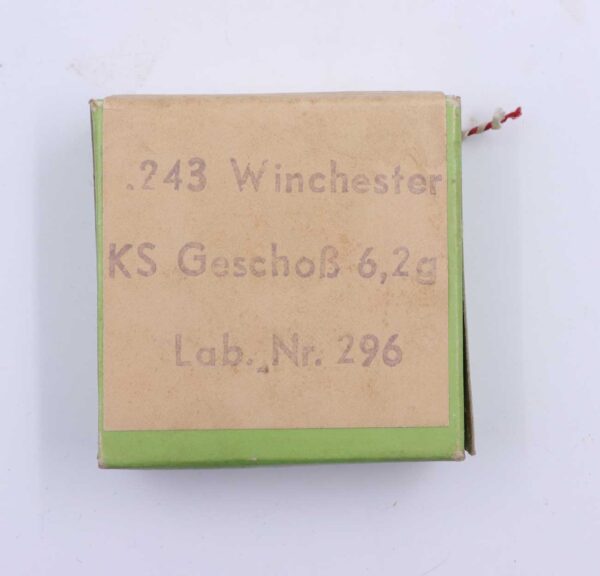 .243 Winchester
KS Geschoß 6,2g
Lab. Nr. 296